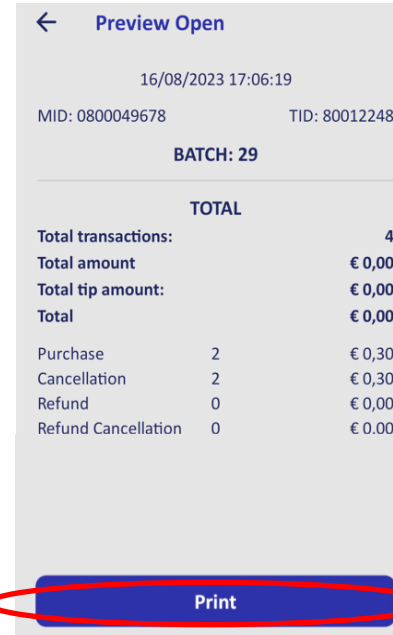 Preview Open
16/08/2023 17:06:19
MID: 0800049678 TID: 80012248
BATCH: 29
TOTAL
Total transactions: 4
Total amount € 0,00
Total tip amount: € 0,00
Total € 0,00
Purchase 2 € 0,30
Cancellation 2 € 0,30
Refund 0 € 0,00
Refund Cancellation 0 € 0.00
Print